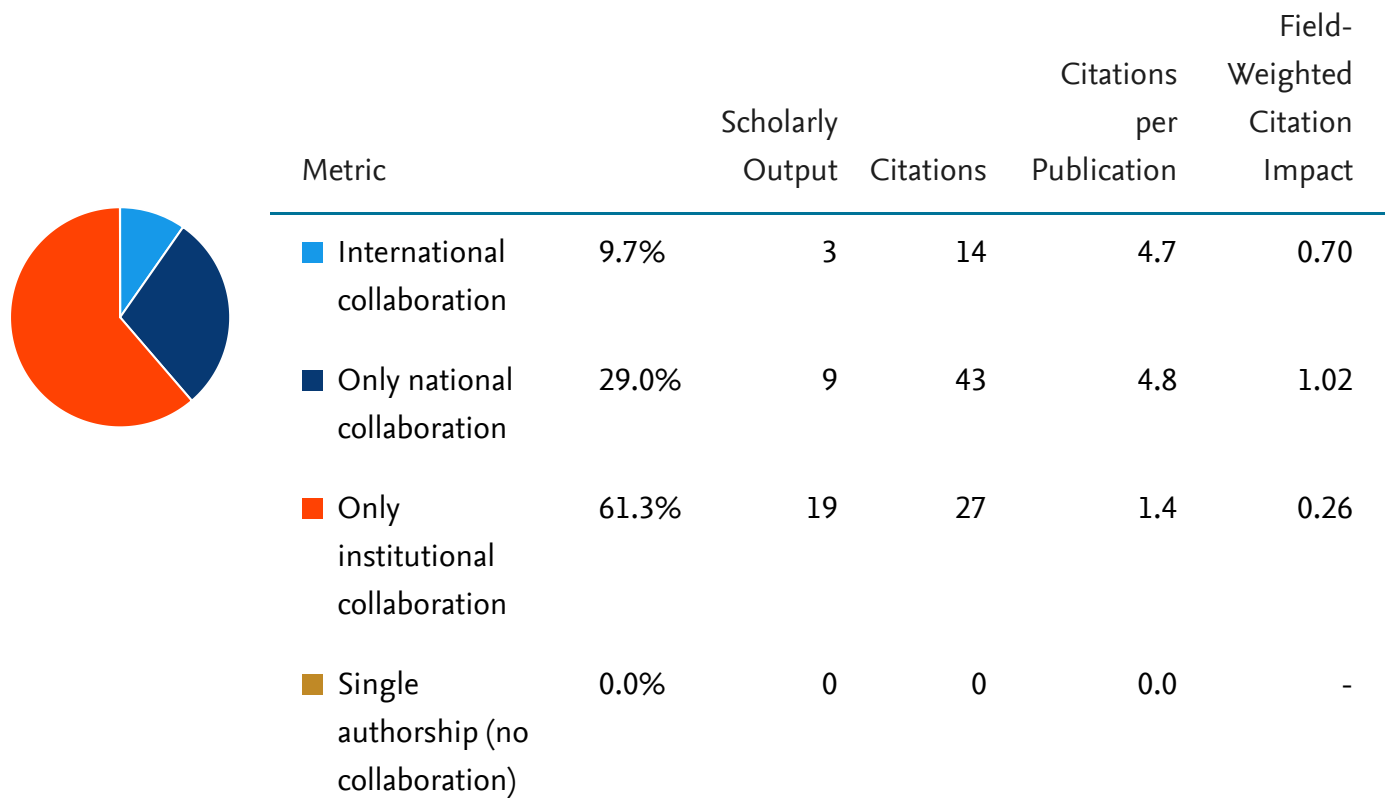 Field-
Citations Weighted
Scholarly per Citation
Metric Output Citations Publication Impact
International 9.7% 3 14 4.7 0.70
collaboration
Only national 29.0% 9 43 4.8 1.02
collaboration
Only 61.3% 19 27 1.4 0.26
institutional
collaboration
Single 0.0% 0 0 0.0 -
authorship (no
collaboration)